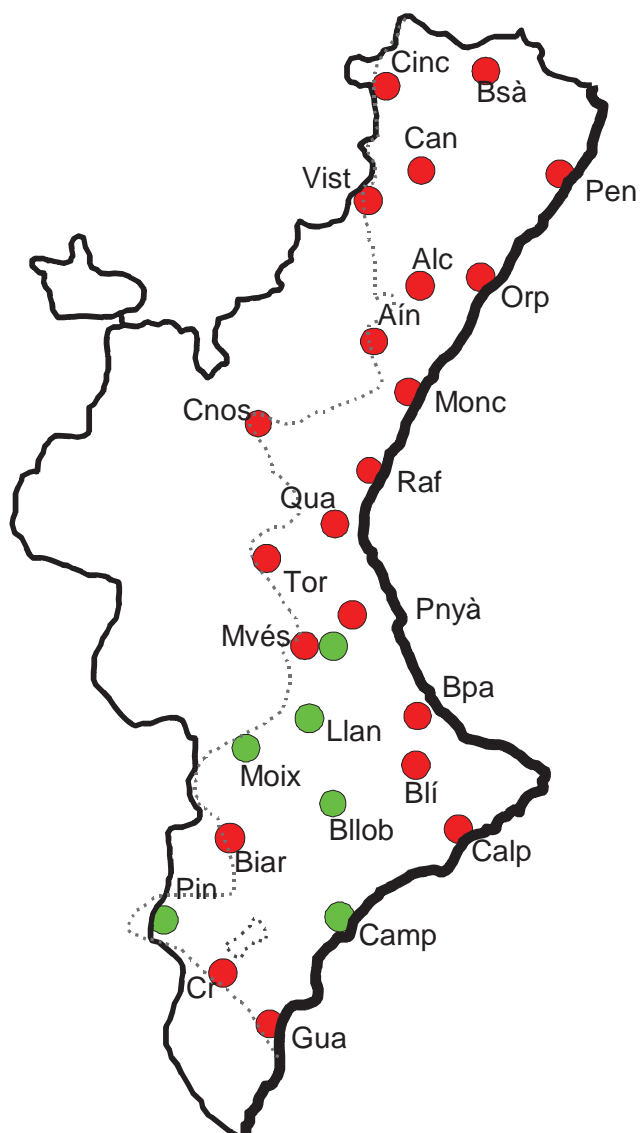 Cinc
Bsà
Can
Vist
Pen
Alc
Orp
Aín
Monc
Cnos
Raf
Qua
Tor
Pnyà
Mvés
Bpa
Llan
Moix
Blí
Bllob
Calp
Biar
Pin
Camp
Cr
Gua